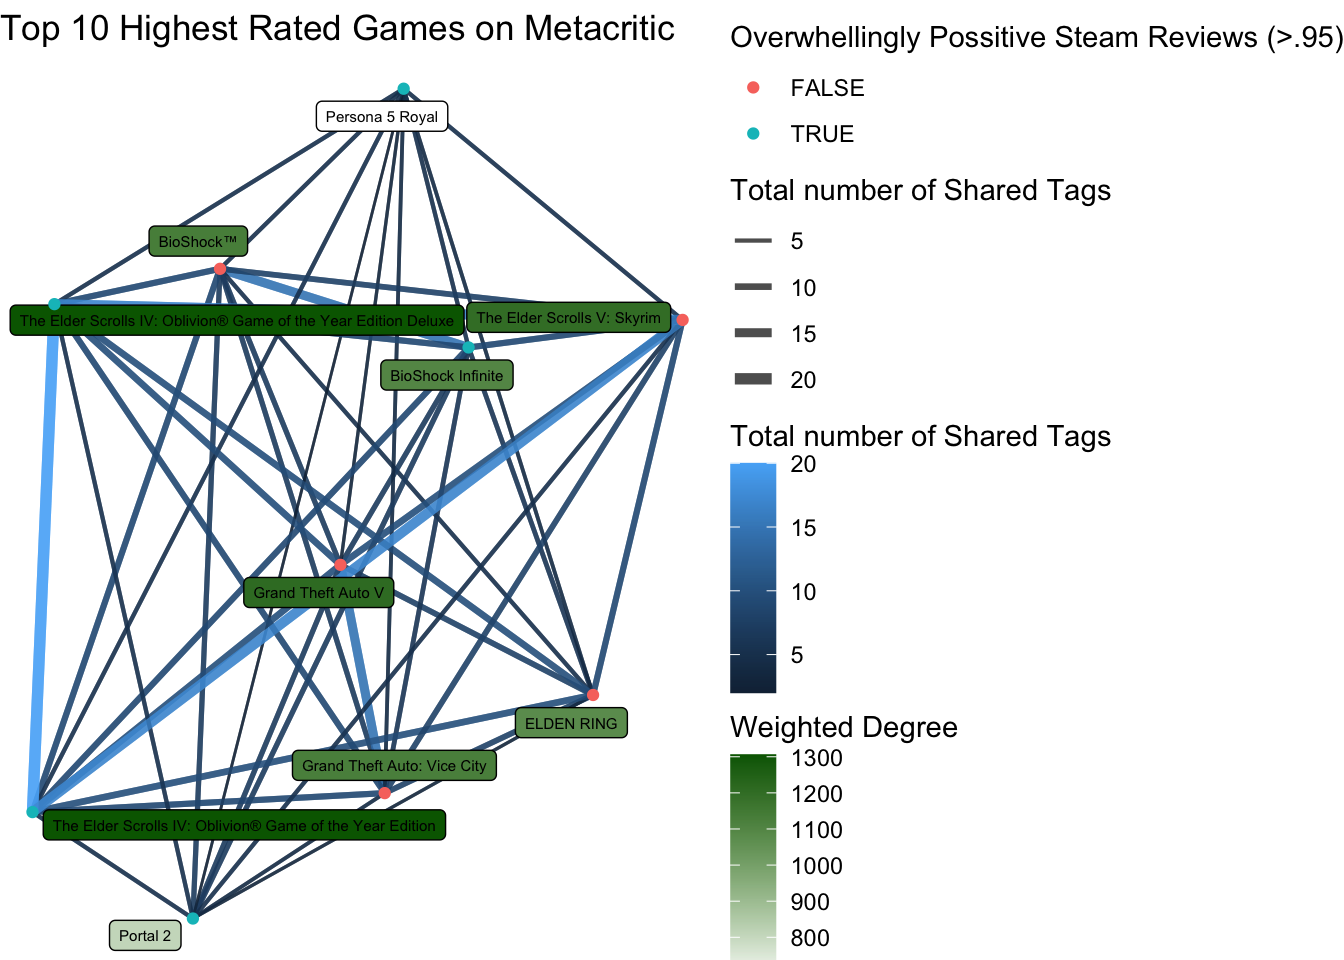 Top 10 Highest Rated Games on Metacritic
Persona 5 Royal
BioShock™
The Elder Scrolls IV: Oblivion® Game of the Year Edition Deluxe
The Elder Scrolls V: Skyrim
BioShock Infinite
Grand Theft Auto V
ELDEN RING
Grand Theft Auto: Vice City
The Elder Scrolls IV: Oblivion® Game of the Year Edition
Portal 2
Overwhellingly Possitive Steam Reviews (>.95)
FALSE
TRUE
Total number of Shared Tags
5
10
15
20
Total number of Shared Tags
20
15
10
5
Weighted Degree
1300
1200
1100
1000
900
800